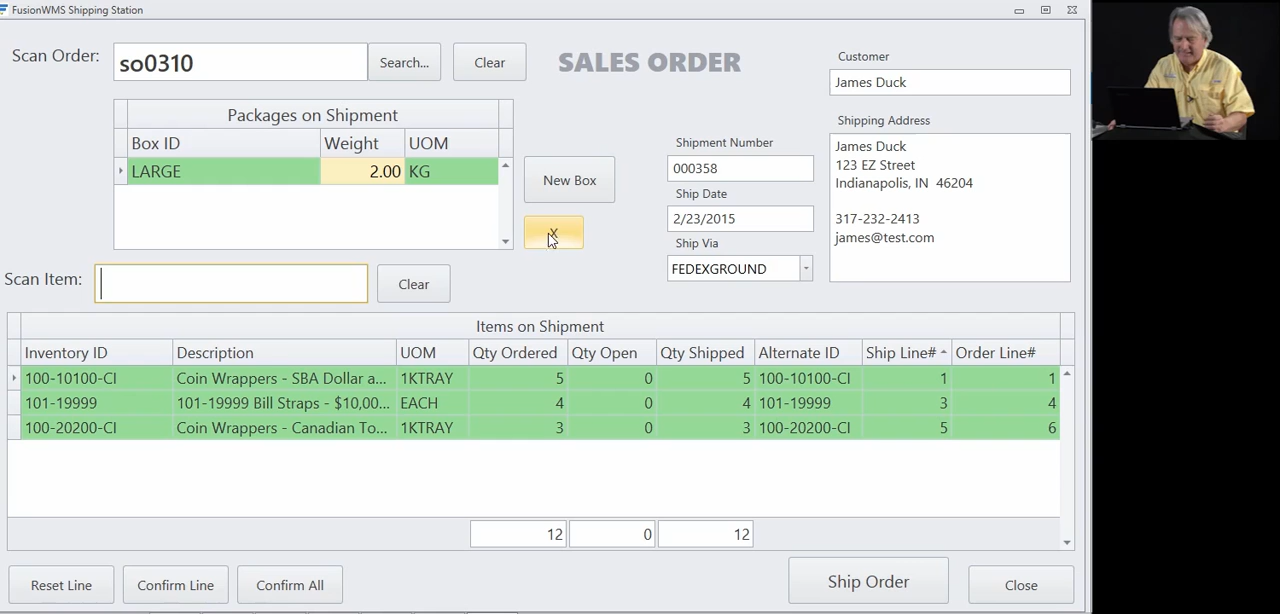 FusionWMS Shipping Station
Scan Order:
so0310
Search...
Clear
SALES ORDER
Customer
James Duck
Packages on Shipment
Box ID Weight UOM
LARGE 2.00 KG
New Box
X
Shipment Number
000358
Ship Date
2/23/2015
Ship Via
FEDEXGROUND
Shipping Address
James Duck
123 EZ Street
Indianapolis, IN 46204
317-232-2413
james@test.com
Scan Item:
Clear
Items on Shipment
Inventory ID Description UOM Qty Ordered Qty Open Qty Shipped Alternate ID Ship Line# Order Line#
100-10100-CI Coin Wrappers - SBA Dollar a... 1KTRAY 5 0 5 100-10100-CI 1 1
101-19999 101-19999 Bill Straps - $10,00... EACH 4 0 4 101-19999 3 4
100-20200-CI Coin Wrappers - Canadian To... 1KTRAY 3 0 3 100-20200-CI 5 6
12 0 12
Reset Line
Confirm Line
Confirm All
Ship Order
Close